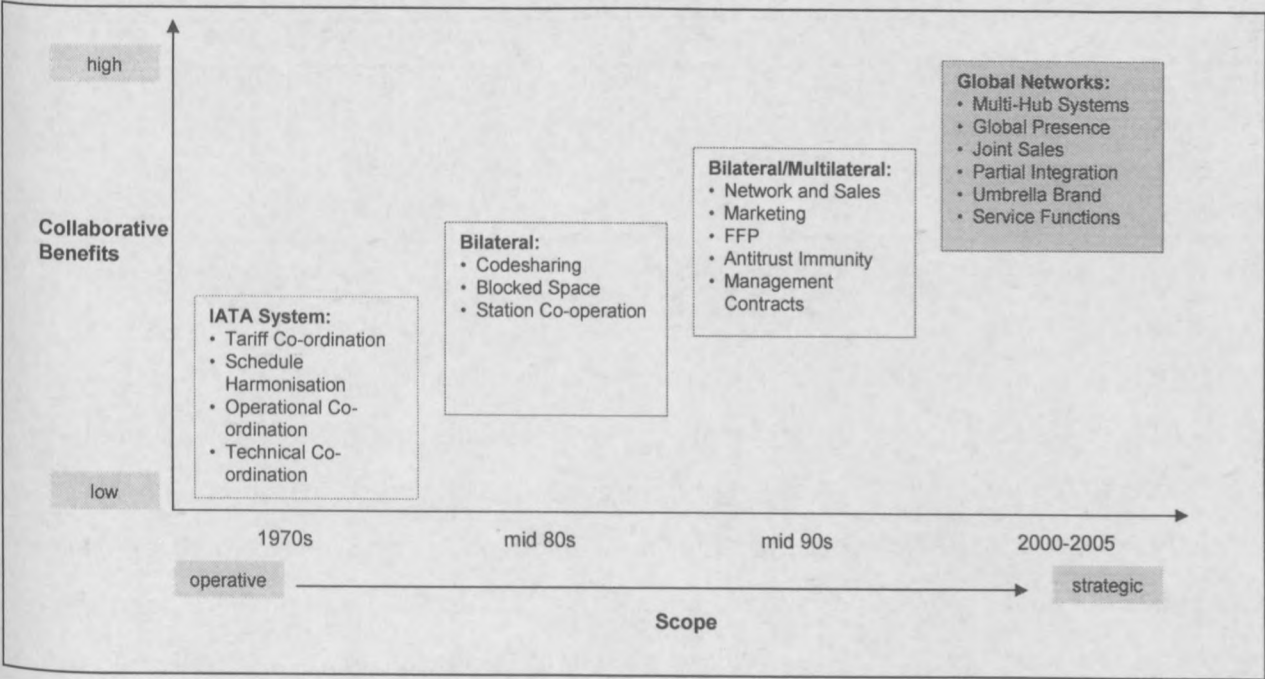 high
Collaborative
Benefits
low
IATA System:
• Tariff Co-ordination
• Schedule
Harmonisation
• Operational Co-
ordination
• Technical Co-
ordination
Bilateral:
• Codesharing
• Blocked Space
• Station Co-operation
Bilateral/Multilateral:
• Network and Sales
• Marketing
• FFP
• Antitrust Immunity
• Management
Contracts
Global Networks:
• Multi-Hub Systems
• Global Presence
• Joint Sales
• Partial Integration
• Umbrella Brand
• Service Functions
1970s
mid 80s
mid 90s
2000-2005
operative
strategic
Scope